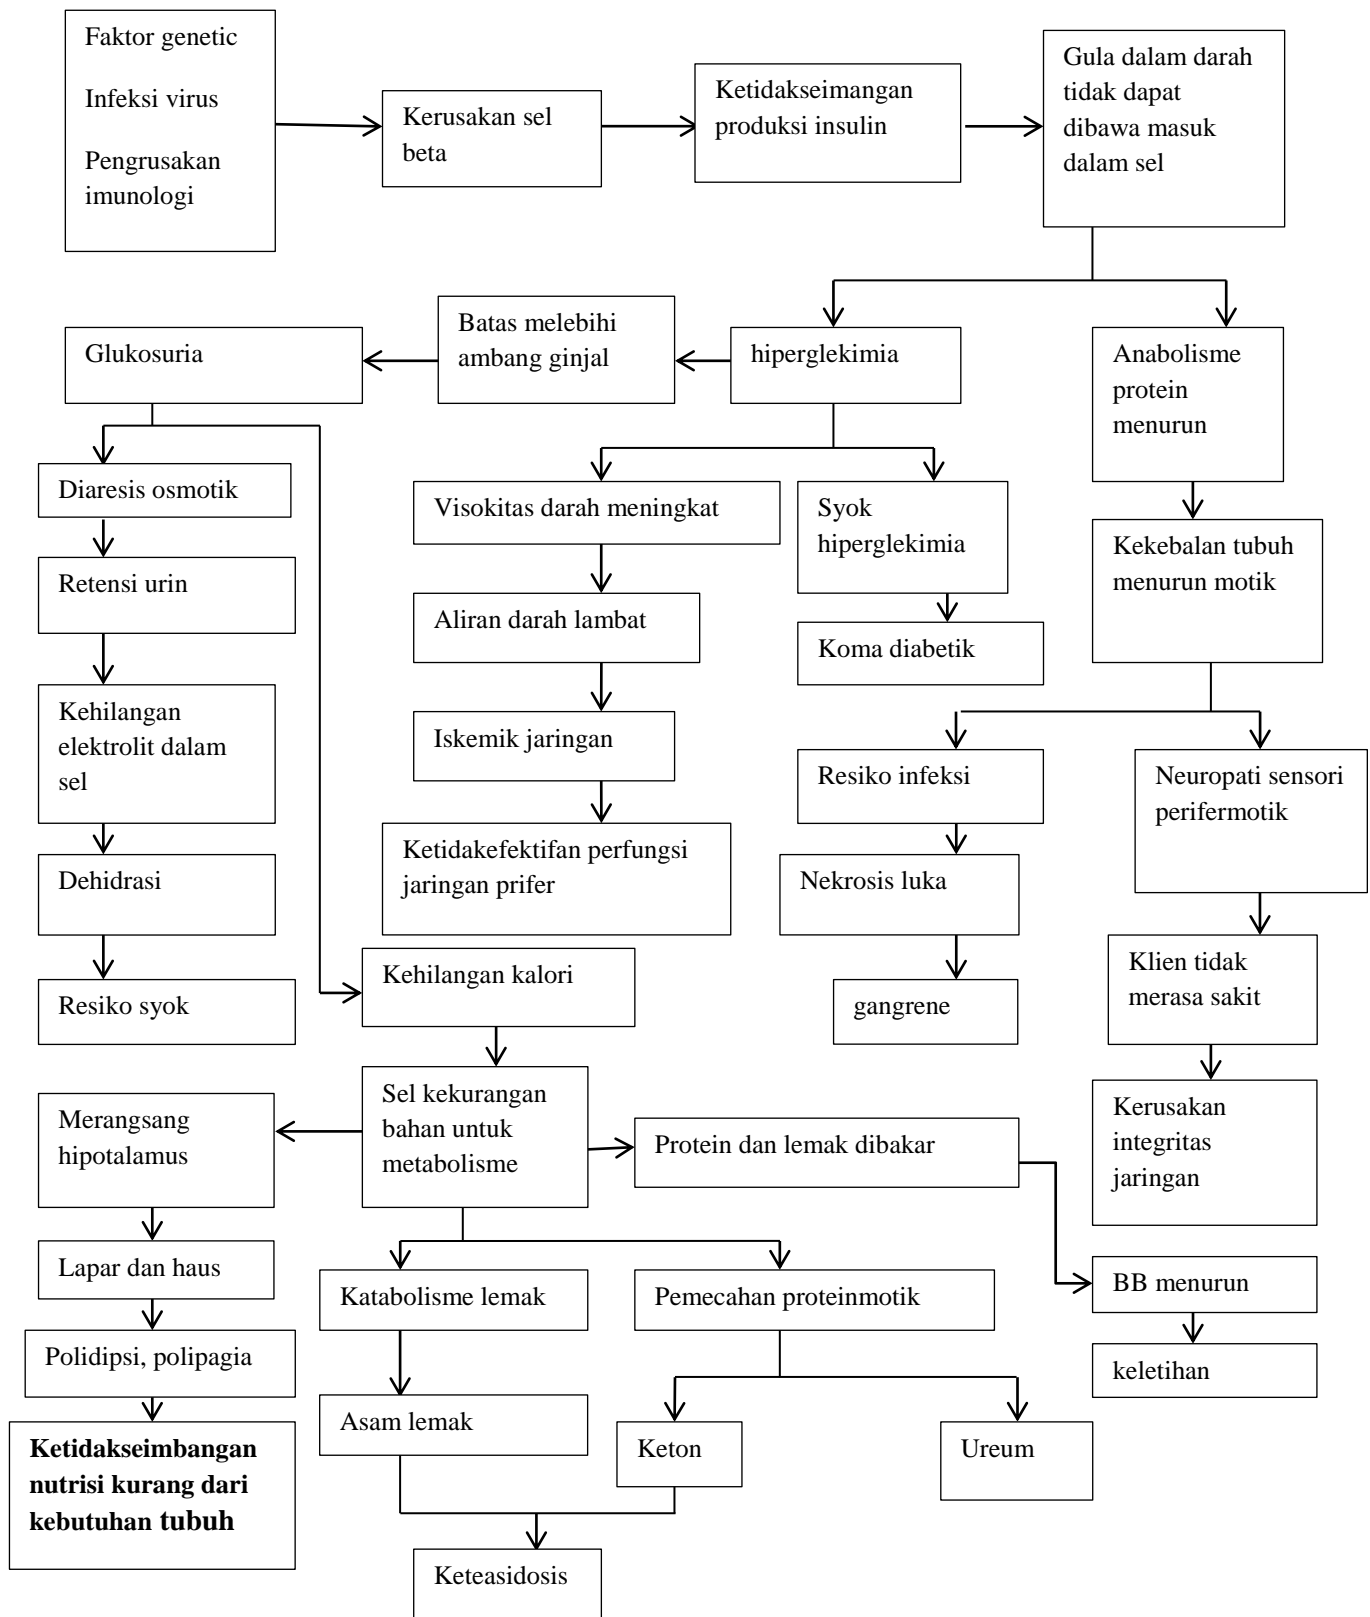 Faktor genetic
Infeksi virus
Pengrusakan
imunologi
Kerusakan sel
beta
Ketidakseimangan
produksi insulin
Gula dalam darah
tidak dapat
dibawa masuk
dalam sel
Glukosuria
Batas melebihi
ambang ginjal
hiperglekimia
Anabolisme
protein
menurun
Diaresis osmotik
Visokitas darah meningkat
Syok
hiperglekimia
Kekebalan tubuh
menurun motik
Retensi urin
Aliran darah lambat
Koma diabetik
Kehilangan
elektrolit dalam
sel
Iskemik jaringan
Resiko infeksi
Neuropati sensori
perifermotik
Dehidrasi
Ketidakefektifan perfungsi
jaringan prifer
Nekrosis luka
Klien tidak
merasa sakit
Resiko syok
Kehilangan kalori
gangrene
Merangsang
hipotalamus
Sel kekurangan
bahan untuk
metabolisme
Protein dan lemak dibakar
Kerusakan
integritas
jaringan
Lapar dan haus
Katabolisme lemak
Pemecahan proteinmotik
BB menurun
Polidipsi, polipagia
keletihan
Asam lemak
Keton
Ureum
Ketidakseimbangan
nutrisi kurang dari
kebutuhan tubuh
Keteasidosis